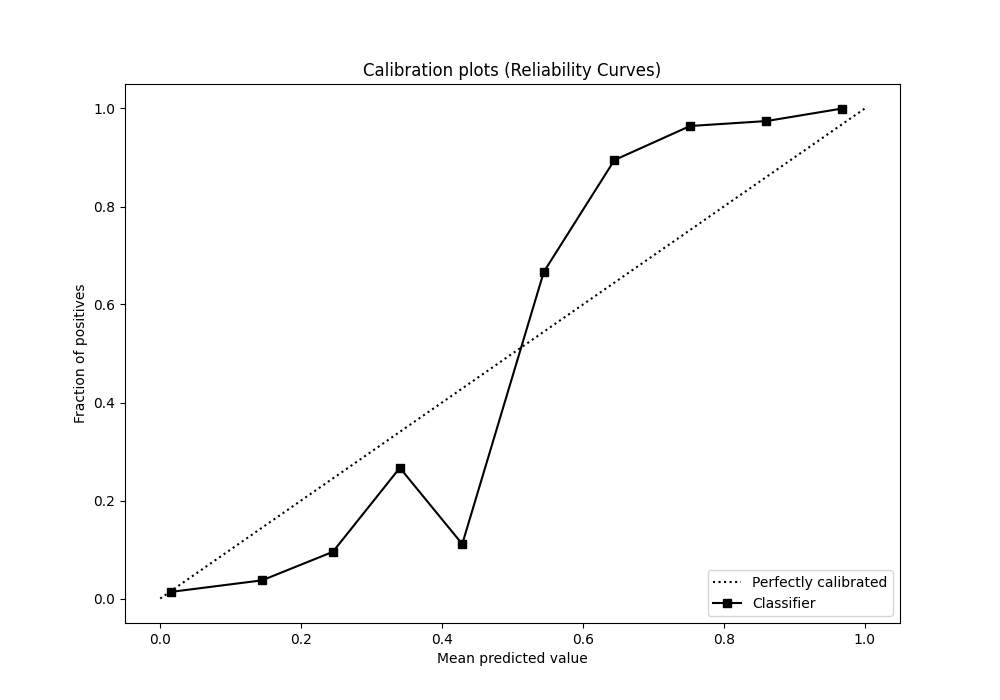 Calibration plots (Reliability Curves)
1.0
0.8
0.6
0.4
0.2
0.0
Fraction of positives
0.0 0.2 0.4 0.6 0.8 1.0
Mean predicted value
Perfectly calibrated
Classifier